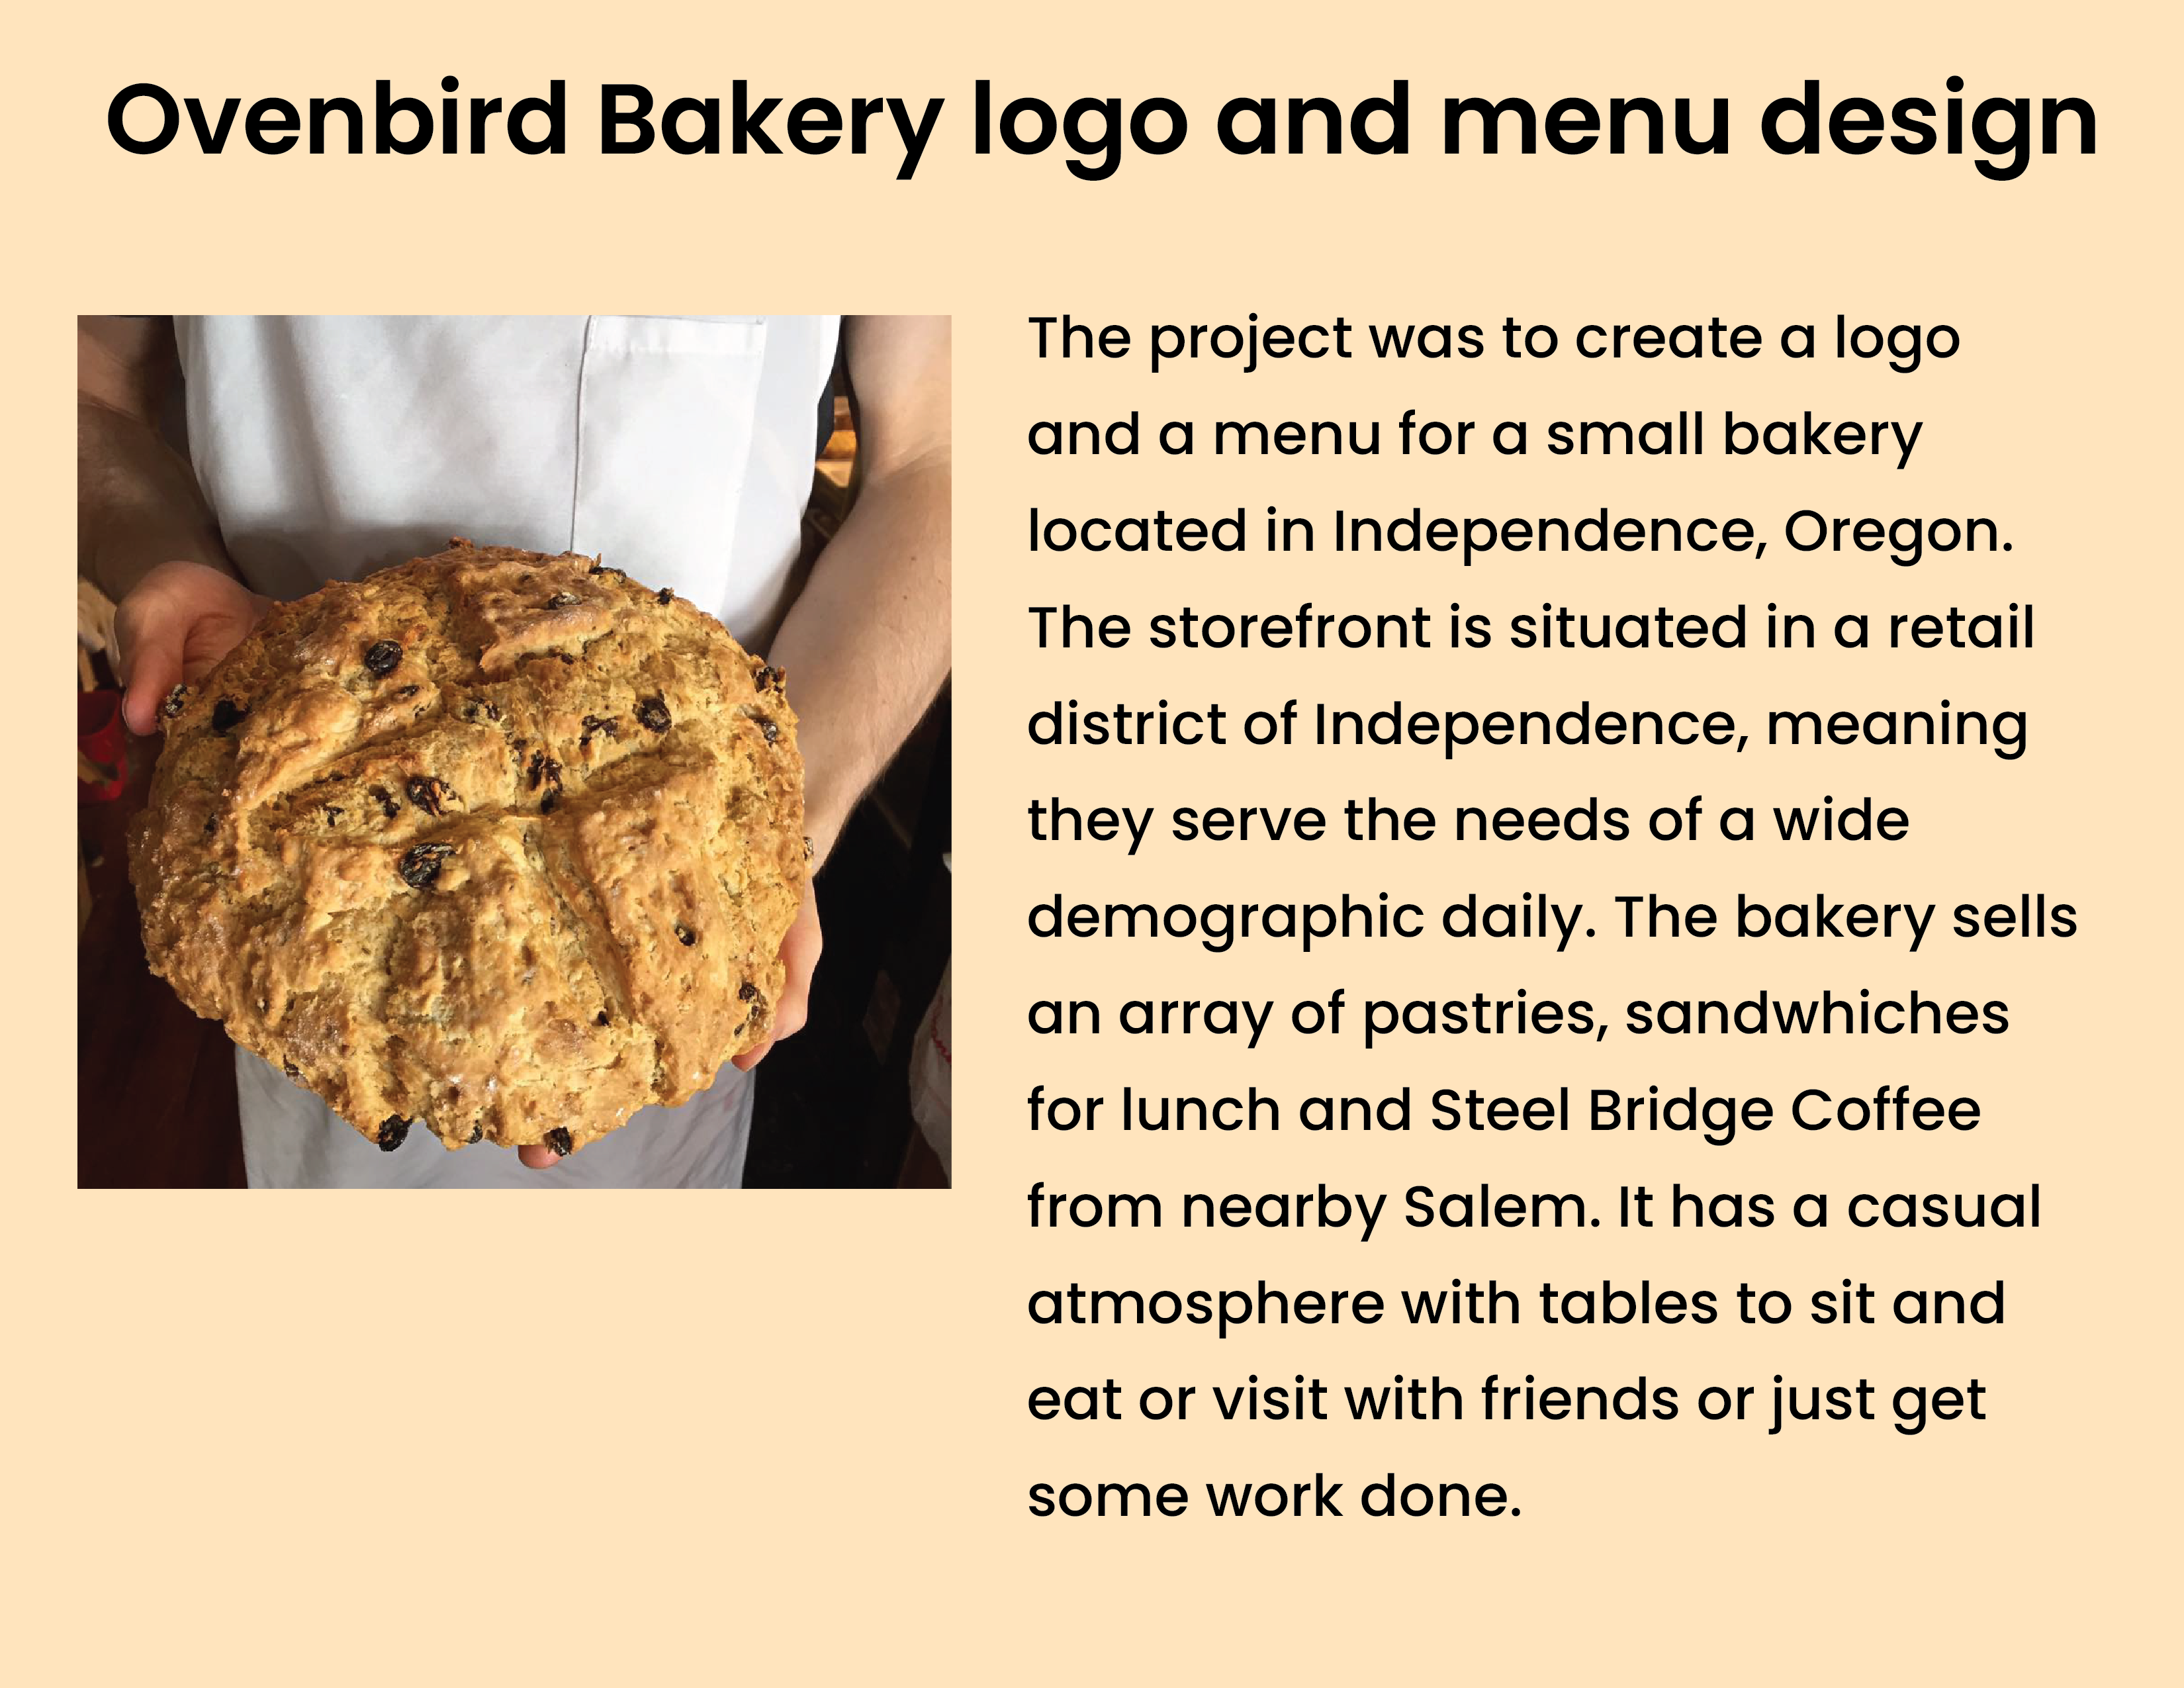 Ovenbird Bakery logo and menu design
The project was to create a logo
and a menu for a small bakery
located in Independence, Oregon.
The storefront is situated in a retail
district of Independence, meaning
they serve the needs of a wide
demographic daily. The bakery sells
an array of pastries, sandwhiches
for lunch and Steel Bridge Coffee
from nearby Salem. It has a casual
atmosphere with tables to sit and
eat or visit with friends or just get
some work done.